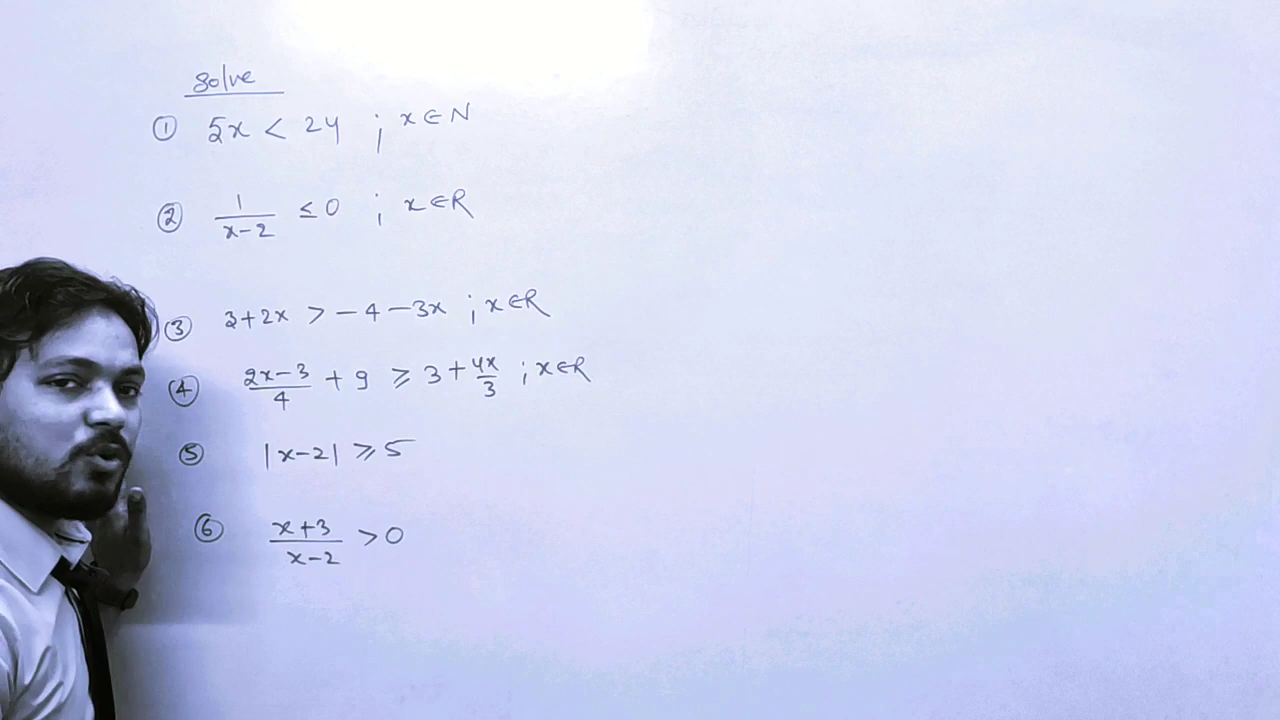 solve
① 5x < 24 ; x ∈ N
② 1/(x-2) ≤ 0 ; x ∈ R
③ 3+2x > -4-3x ; x ∈ R
④ (2x-3)/4 + 9 ≥ 3 + 4x/3 ; x ∈ R
⑤ |x-2| ≥ 5
⑥ (x+3)/(x-2) > 0